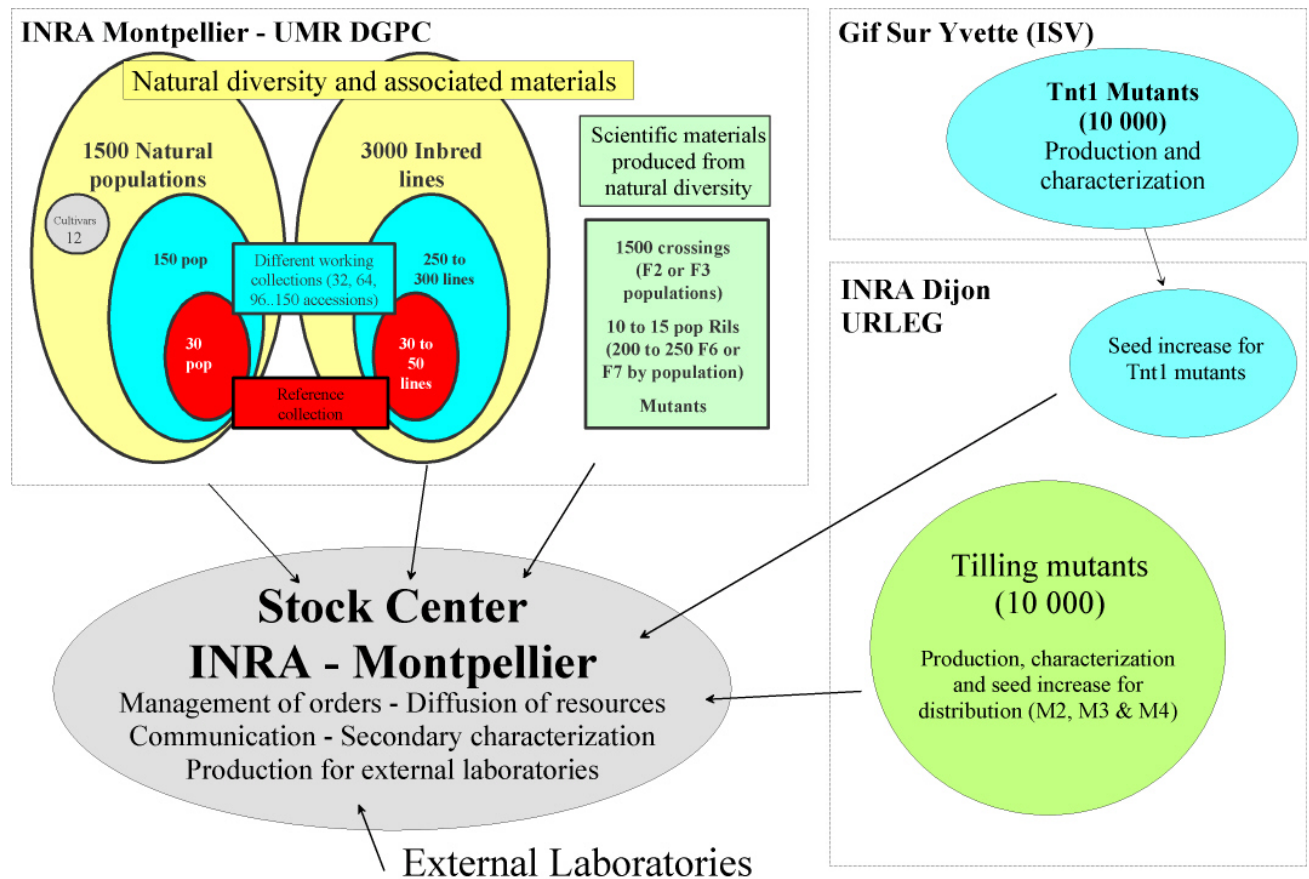 INRA Montpellier - UMR DGPC
Natural diversity and associated materials
1500 Natural
populations
Cultivars
12
150 pop
30
pop
3000 Inbred
lines
250 to
300 lines
30 to
50
lines
Different working
collections (32, 64,
96..150 accessions)
Reference
collection
Scientific materials
produced from
natural diversity
1500 crossings
(F2 or F3
populations)
10 to 15 pop Rils
(200 to 250 F6 or
F7 by population)
Mutants
Gif Sur Yvette (ISV)
Tnt1 Mutants
(10 000)
Production and
characterization
INRA Dijon
URLEG
Seed increase for
Tnt1 mutants
Tilling mutants
(10 000)
Production, characterization
and seed increase for
distribution (M2, M3 & M4)
Stock Center
INRA - Montpellier
Management of orders - Diffusion of resources
Communication - Secondary characterization
Production for external laboratories
External Laboratories